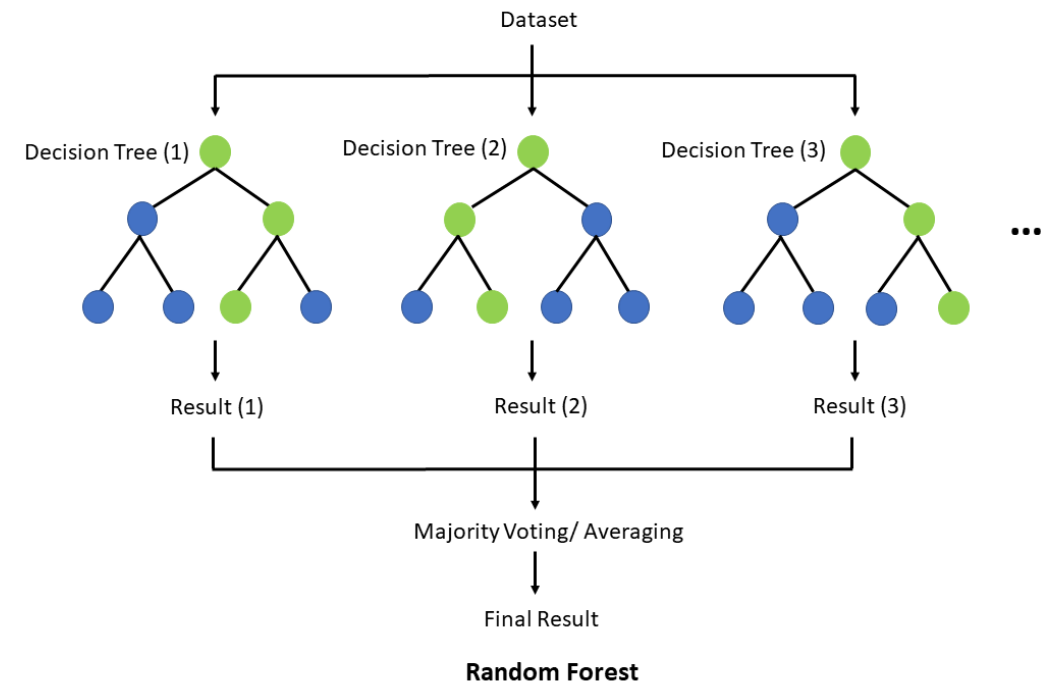 Dataset
Decision Tree (1)
Decision Tree (2)
Decision Tree (3)
...
Result (1)
Result (2)
Result (3)
Majority Voting/ Averaging
Final Result
Random Forest